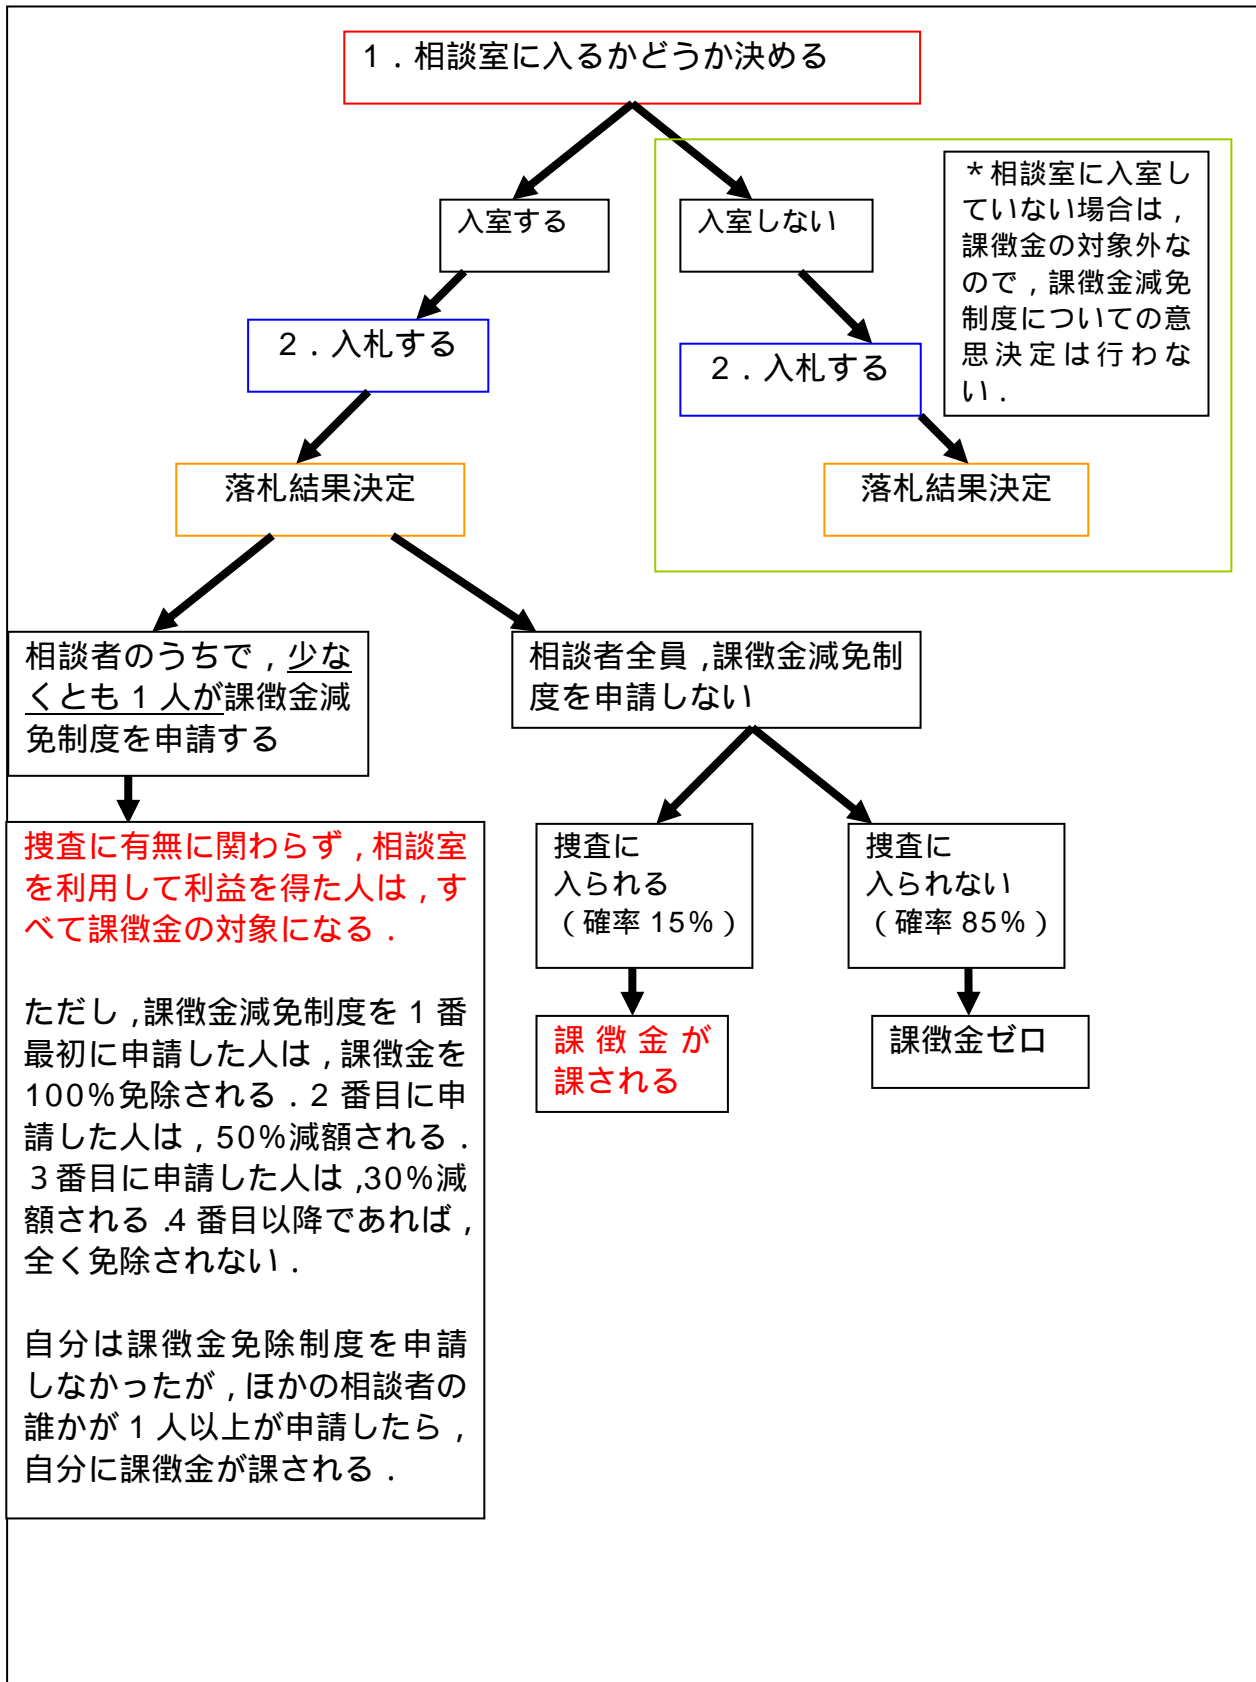 1．相談室に入るかどうか決める
入室する
入室しない
＊相談室に入室し
ていない場合は，
課徴金の対象外な
ので，課徴金減免
制度についての意
思決定は行わな
い．
2．入札する
2．入札する
落札結果決定
落札結果決定
相談者のうちで，少な
くとも1人が課徴金減
免制度を申請する
相談者全員，課徴金減免制
度を申請しない
捜査に有無に関わらず，相談室
を利用して利益を得た人は，す
べて課徴金の対象になる．
ただし，課徴金減免制度を1番
最初に申請した人は，課徴金を
100％免除される．2番目に申
請した人は，50％減額される．
３番目に申請した人は，30％減
額される．4番目以降であれば，
全く免除されない．
自分は課徴金免除制度を申請
しなかったが，ほかの相談者の
誰かが1人以上が申請したら，
自分に課徴金が課される．
捜査に
入られる
（確率15％）
捜査に
入られない
（確率85％）
課徴金が
課される
課徴金ゼロ